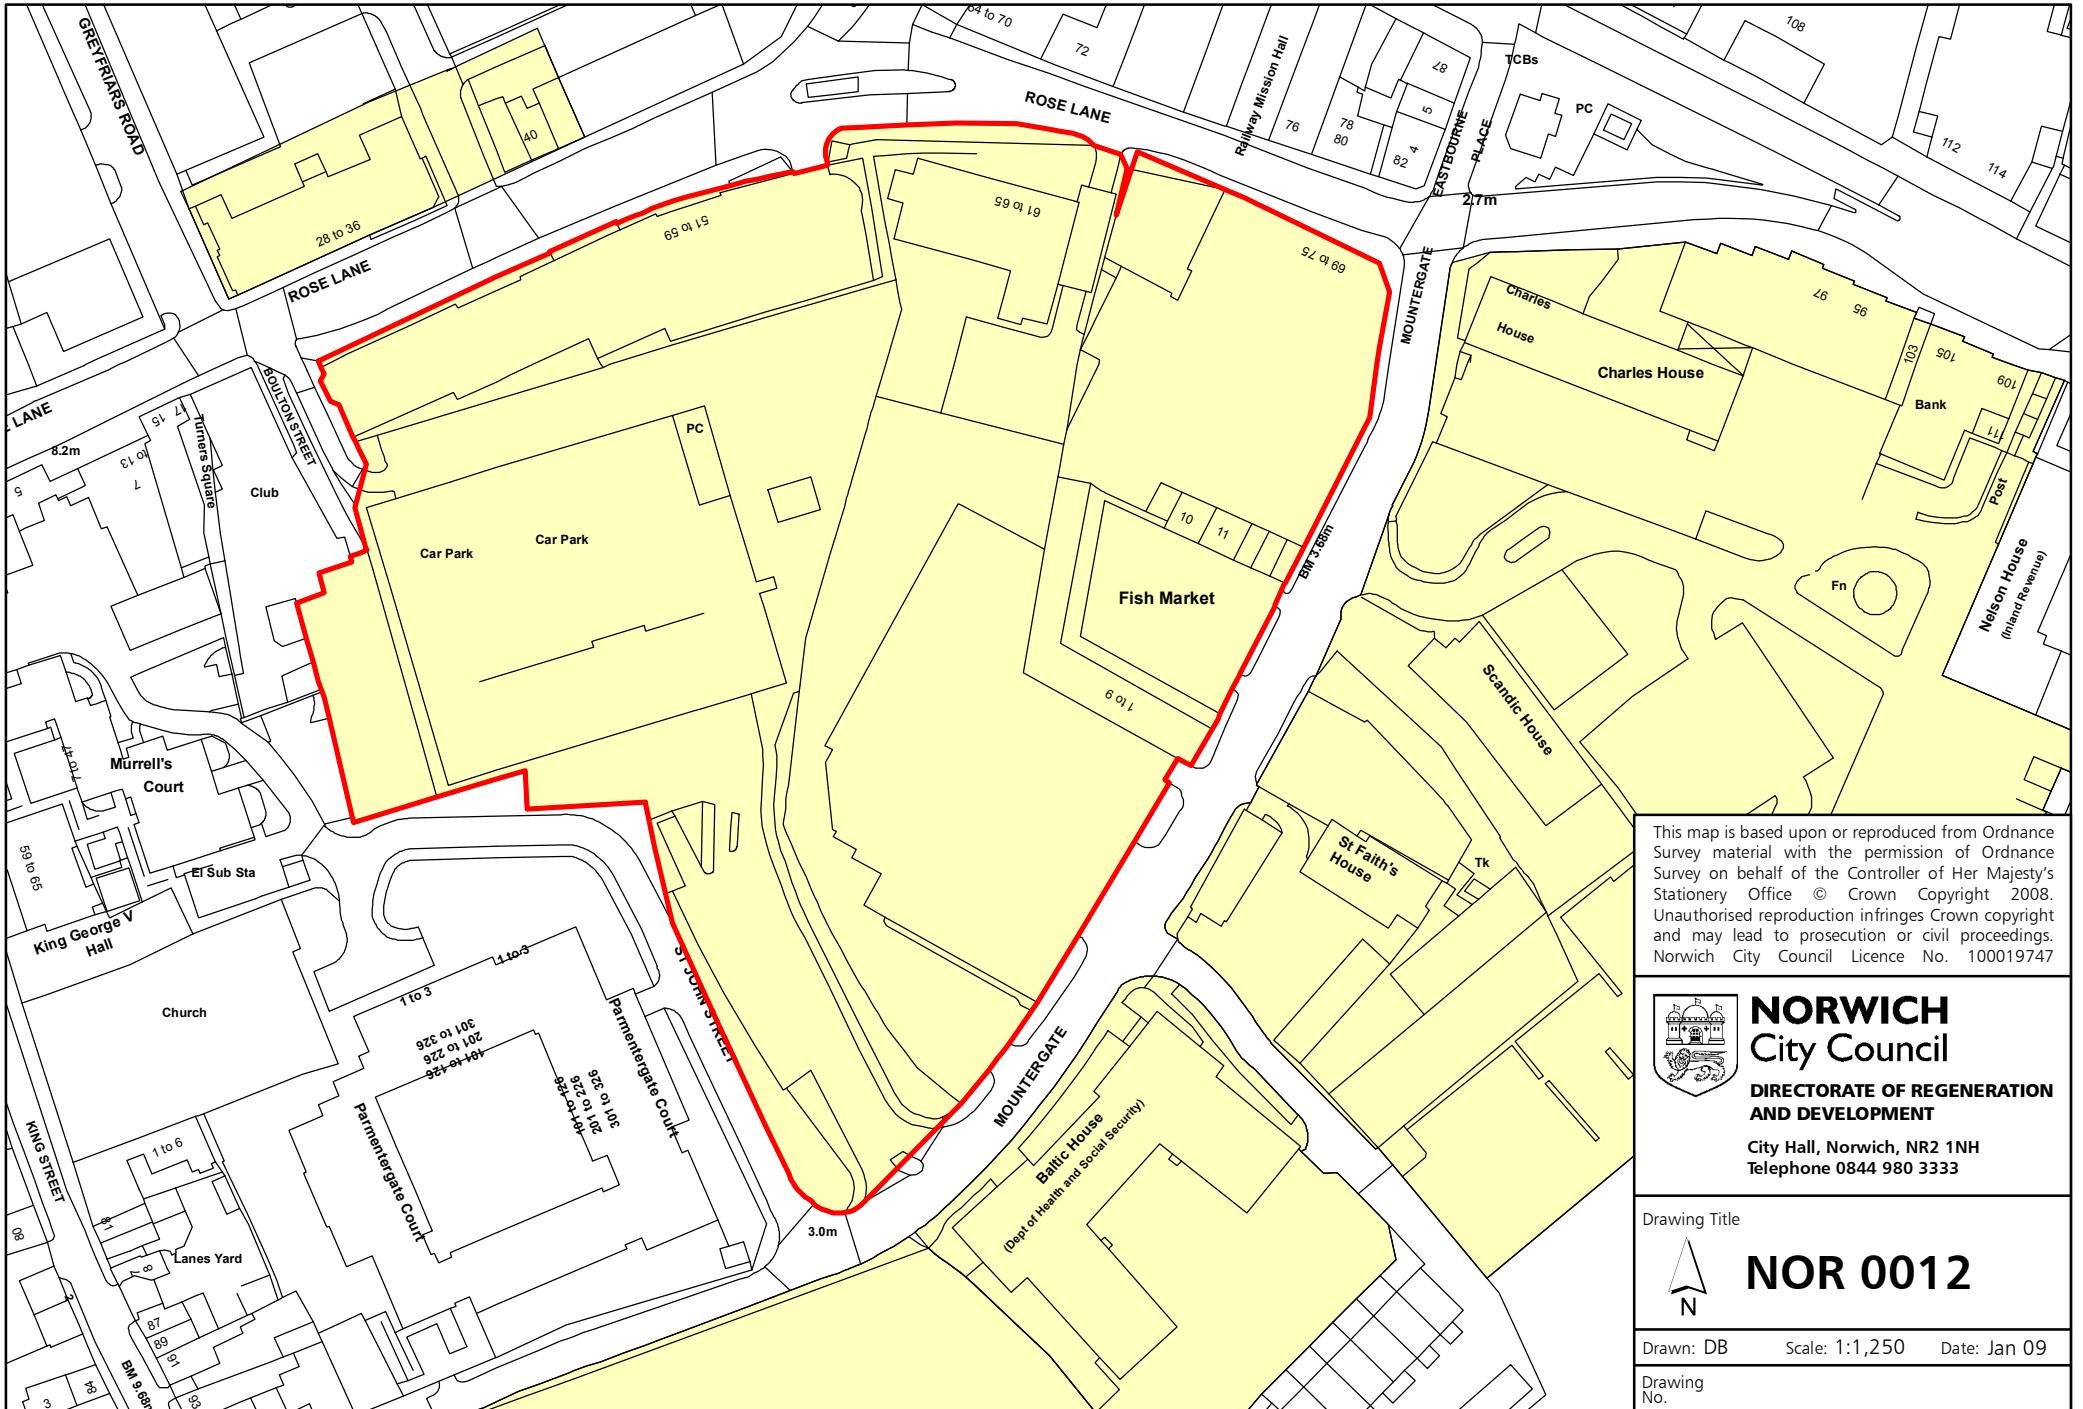 GREYFRIARS ROAD
64 to 70
72
ROSE LANE
Railway Mission Hall
76
78
80
82
4
5
87
EASTBOURNE
PLACE
TCBs
PC
108
112
114
2.7m
40
28 to 36
ROSE LANE
51 to 59
61 to 65
69 to 75
MOUNTERGATE
Charles
House
Charles House
97
95
103
105
109
111
Bank
Post
Nelson House
(Inland Revenue)
Fn
LANE
8.2m
BOULTON STREET
Turners Square
17
15
7 to 13
5
Club
PC
Car Park
Car Park
10
11
Fish Market
BM 3.68m
1 to 9
Scandic House
St Faith's
House
Tk
Murrell's
Court
7 to 47
59 to 65
El Sub Sta
King George V
Hall
Church
1 to 3
1 to 3
301 to 326
201 to 226
101 to 126
101 to 126
201 to 226
301 to 326
Parmentergate Court
Parmentergate Court
ST JOHN STREET
MOUNTERGATE
Baltic House
(Dept of Health and Social Security)
3.0m
KING STREET
1 to 9
81
80
Lanes Yard
7
8
2
87
89
91
93
84
3
BM 9.68m
This map is based upon or reproduced from Ordnance
Survey material with the permission of Ordnance
Survey on behalf of the Controller of Her Majesty’s
Stationery Office © Crown Copyright 2008.
Unauthorised reproduction infringes Crown copyright
and may lead to prosecution or civil proceedings.
Norwich City Council Licence No. 100019747
NORWICH
City Council
DIRECTORATE OF REGENERATION
AND DEVELOPMENT
City Hall, Norwich, NR2 1NH
Telephone 0844 980 3333
Drawing Title
N
NOR 0012
Drawn: DB Scale: 1:1,250 Date: Jan 09
Drawing
No.